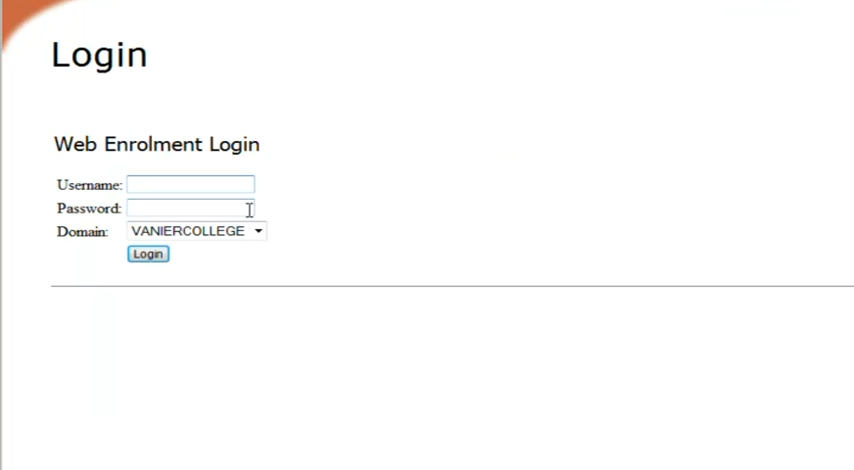 Login
Web Enrolment Login
Username:
Password:
Domain: VANIERCOLLEGE
Login